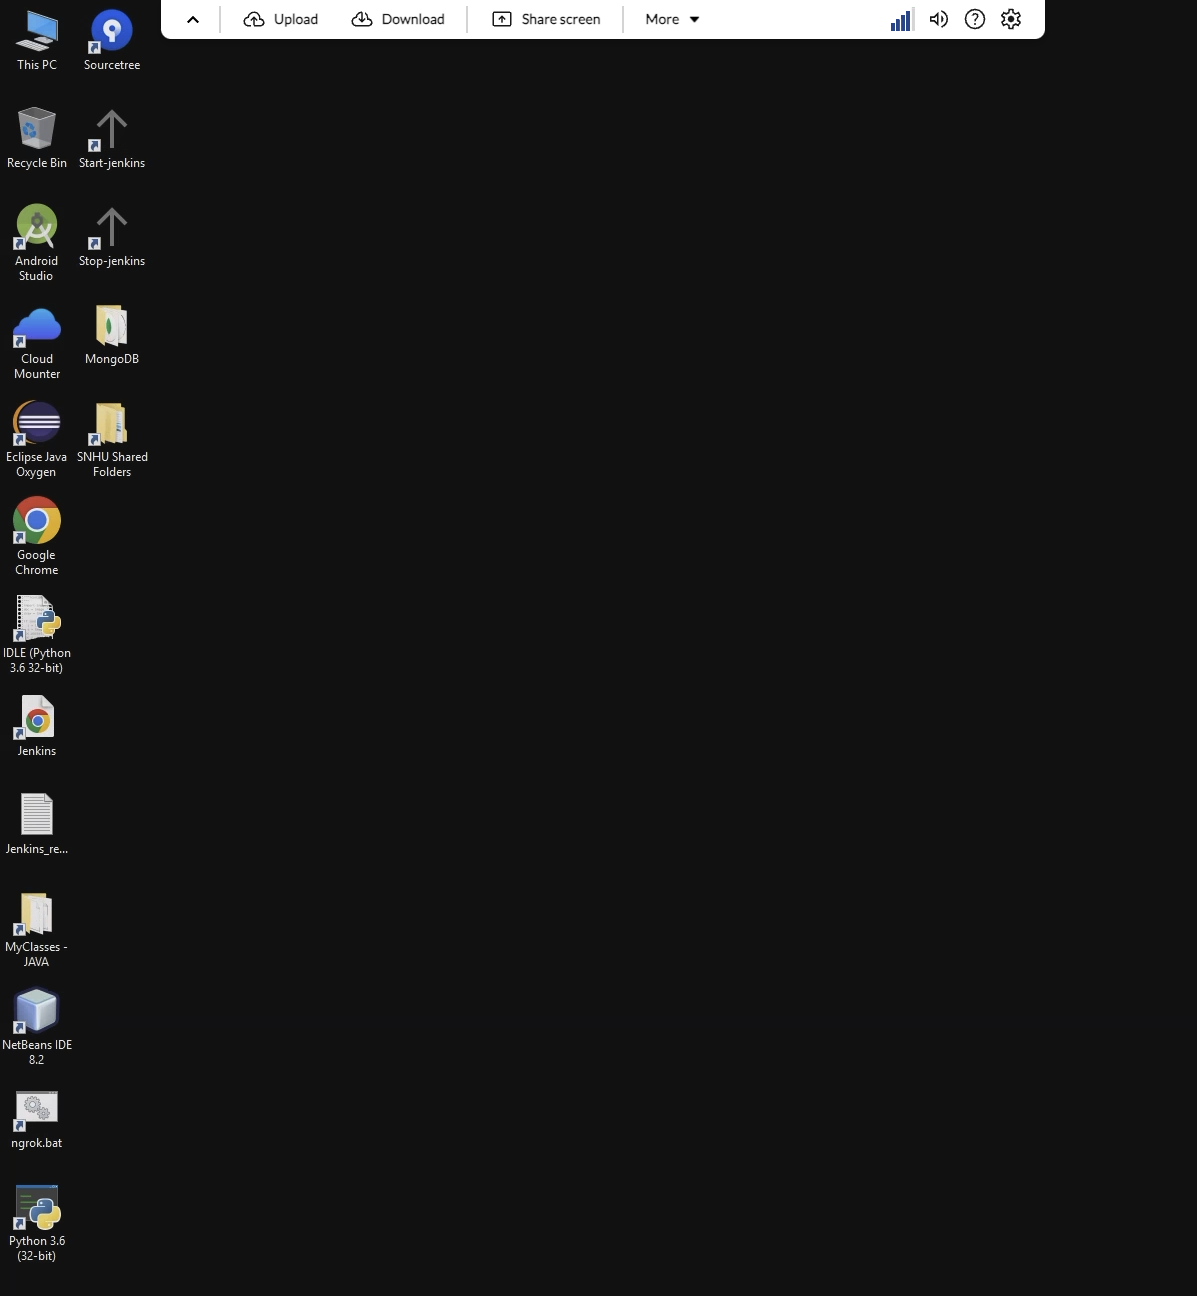 Upload
Download
Share screen
More
This PC
Sourcetree
Recycle Bin
Start-jenkins
Android
Studio
Stop-jenkins
Cloud
Mounter
MongoDB
Eclipse Java
Oxygen
SNHU Shared
Folders
Google
Chrome
IDLE (Python
3.6 32-bit)
Jenkins
Jenkins_re...
MyClasses -
JAVA
NetBeans IDE
8.2
ngrok.bat
Python 3.6
(32-bit)